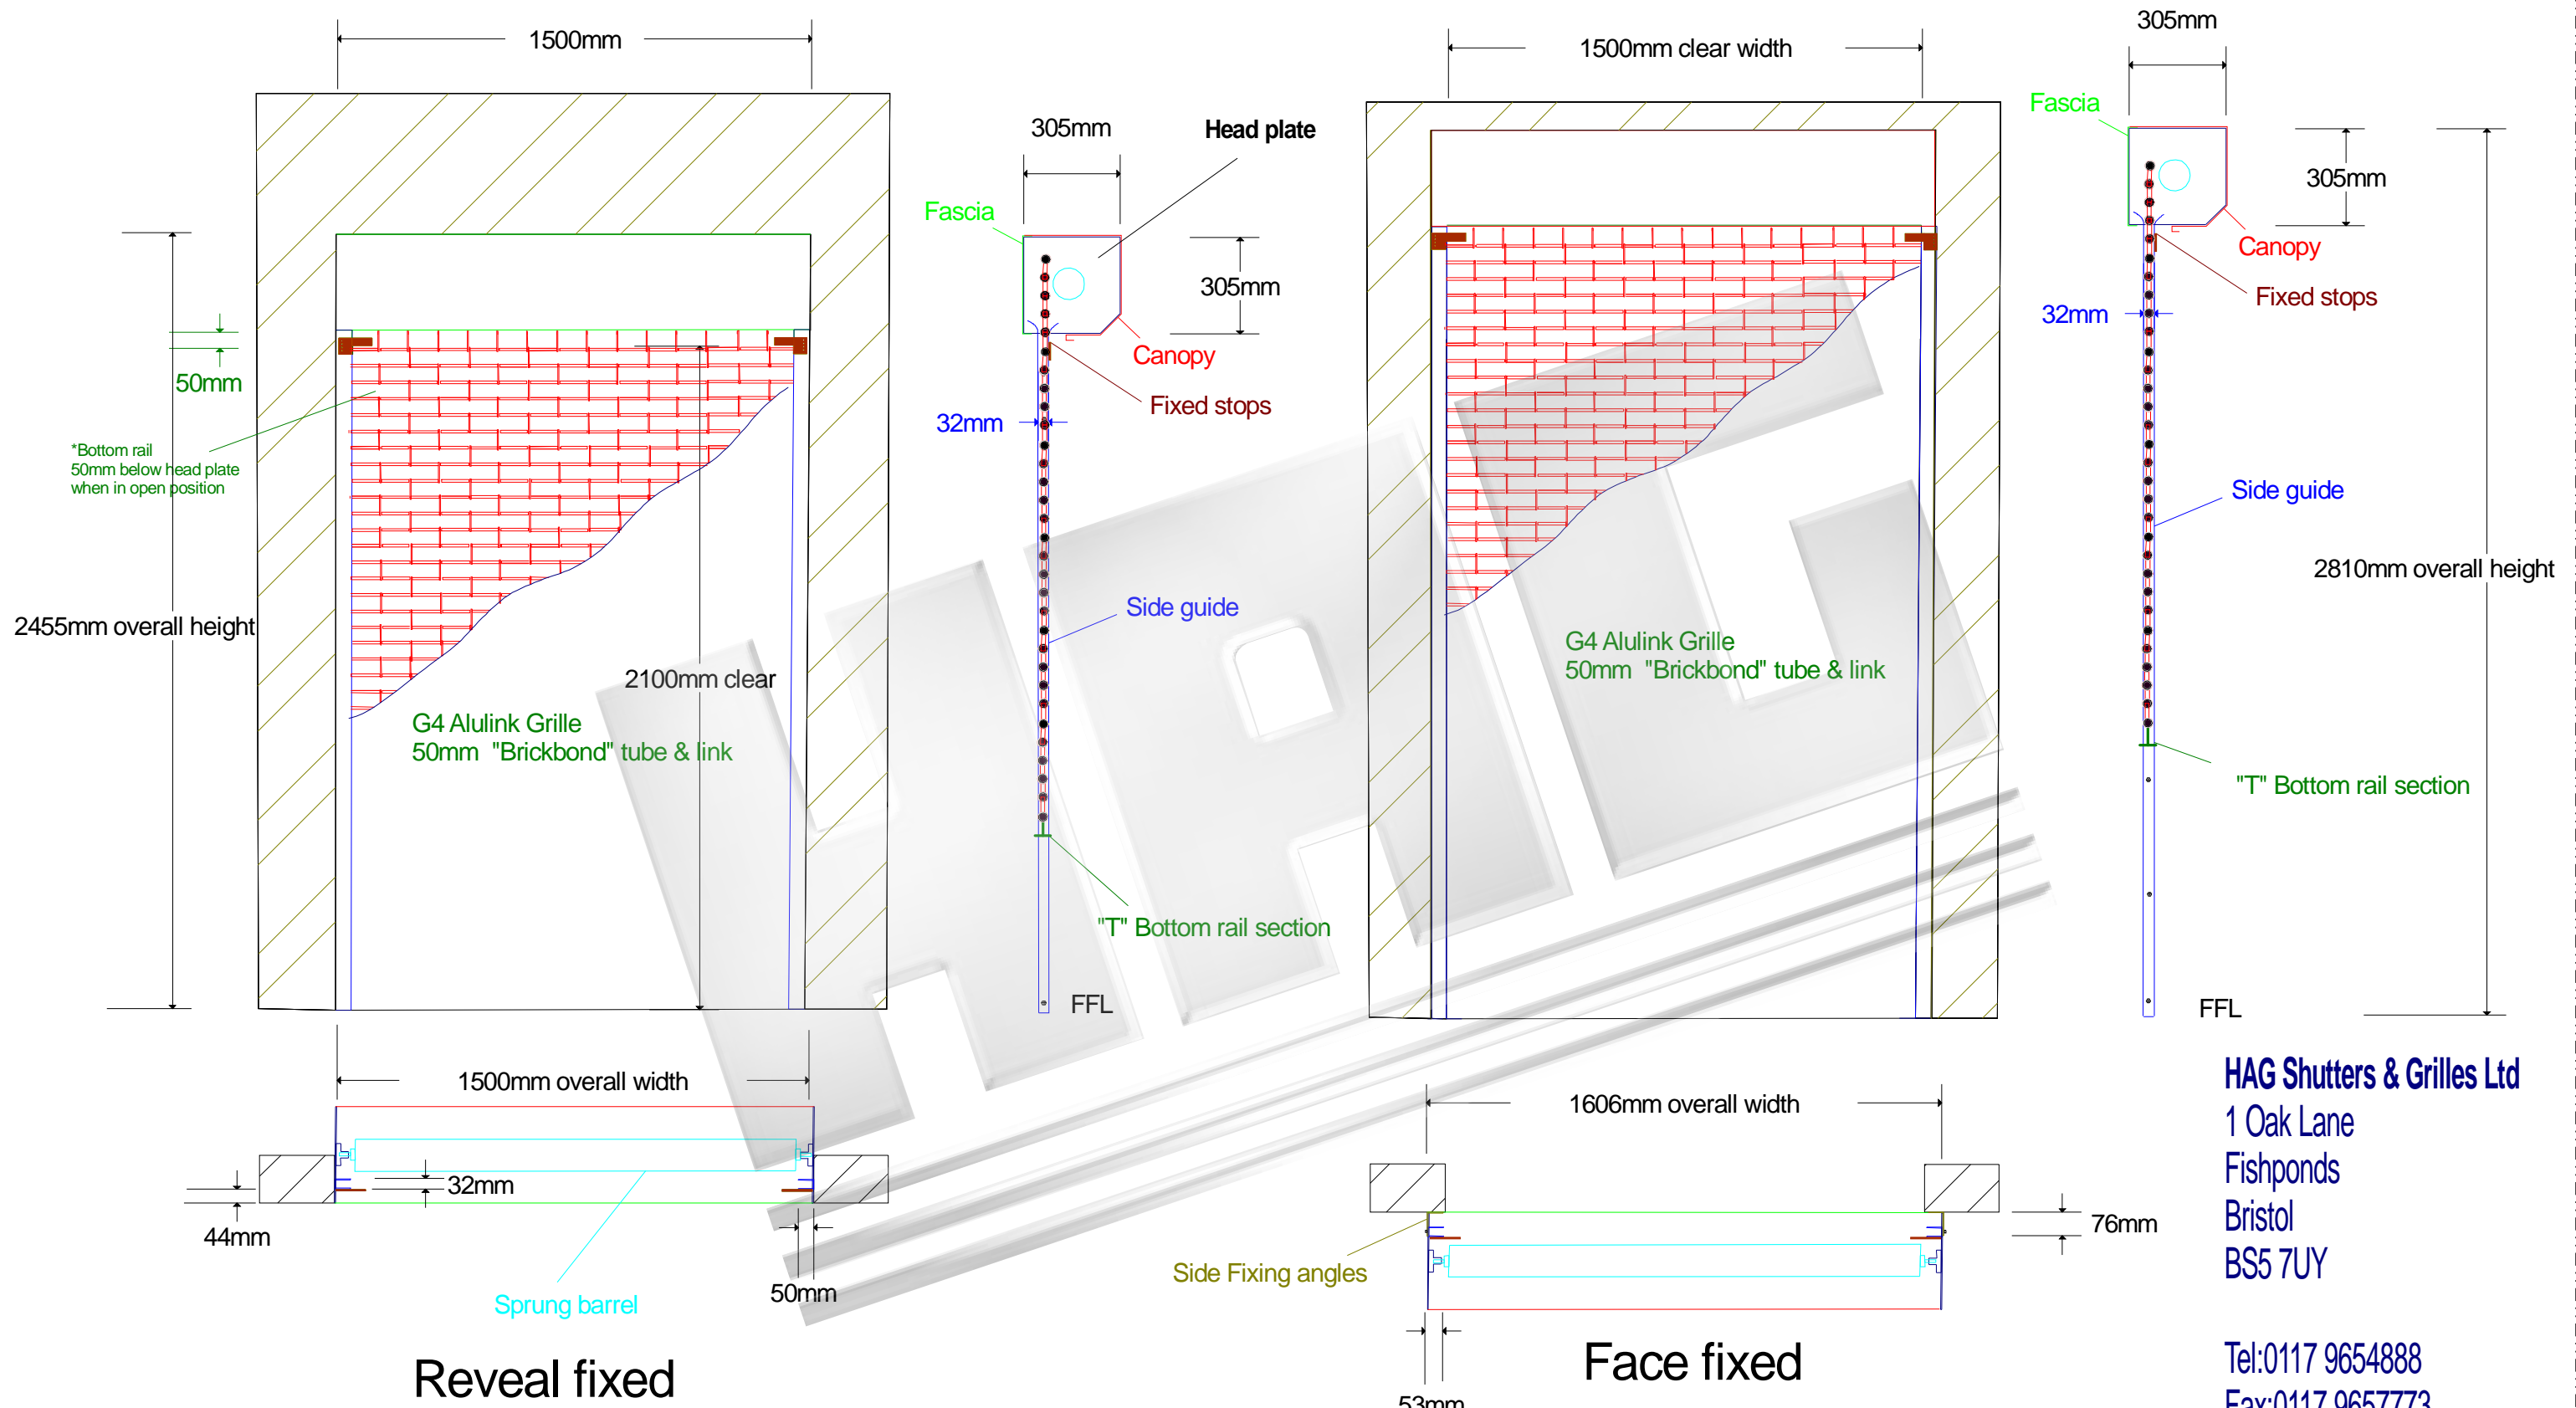 1500mm
1500mm clear width
305mm
Fascia
305mm
Head plate
305mm
Fascia
Canopy
305mm
Fixed stops
32mm
50mm
Canopy
Fixed stops
32mm
*Bottom rail
50mm below head plate
when in open position
Side guide
2810mm overall height
2455mm overall height
Side guide
2100mm clear
G4 Alulink Grille
50mm "Brickbond" tube & link
G4 Alulink Grille
50mm "Brickbond" tube & link
"T" Bottom rail section
"T" Bottom rail section
FFL
FFL
1500mm overall width
1606mm overall width
32mm
44mm
50mm
Sprung barrel
Side Fixing angles
76mm
53mm
Reveal fixed
Face fixed
HAG Shutters & Grilles Ltd
1 Oak Lane
Fishponds
Bristol
BS5 7UY
Tel:0117 9654888
Fax:0117 9657773
HAG